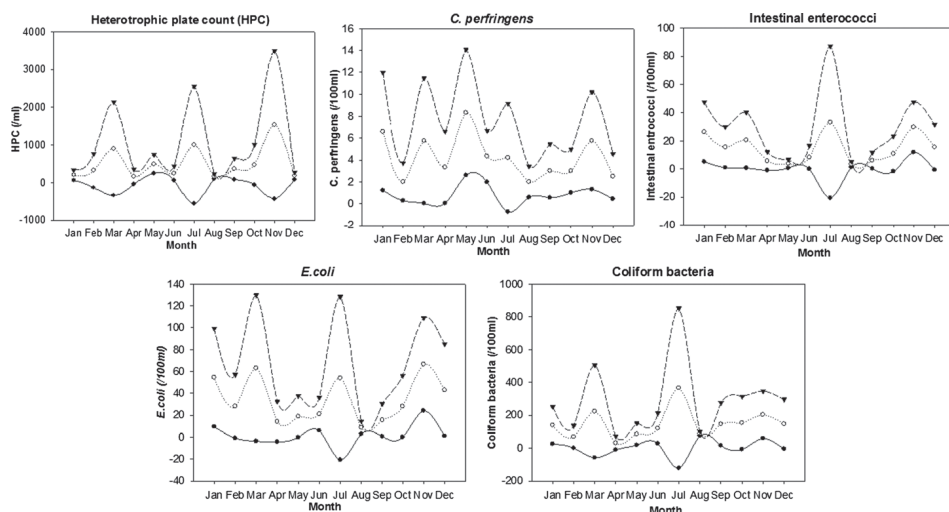 Heterotrophic plate count (HPC)
4000
3000
2000
1000
0
-1000
HPC (/ml)
Jan Feb Mar Apr May Jun Jul Aug Sep Oct Nov Dec
Month
C. perfringens
16
14
12
10
8
6
4
2
0
-2
C. perfringens (/100ml)
Jan Feb Mar Apr May Jun Jul Aug Sep Oct Nov Dec
Month
Intestinal enterococci
100
80
60
40
20
0
-20
-40
Intestinal entrococci (/100ml)
Jan Feb Mar Apr May Jun Jul Aug Sep Oct Nov Dec
Month
E.coli
140
120
100
80
60
40
20
0
-20
-40
E.coli (/100ml)
Jan Feb Mar Apr May Jun Jul Aug Sep Oct Nov Dec
Month
Coliform bacteria
1000
800
600
400
200
0
-200
Coliform bacteria (/100ml)
Jan Feb Mar Apr May Jun Jul Aug Sep Oct Nov Dec
Month